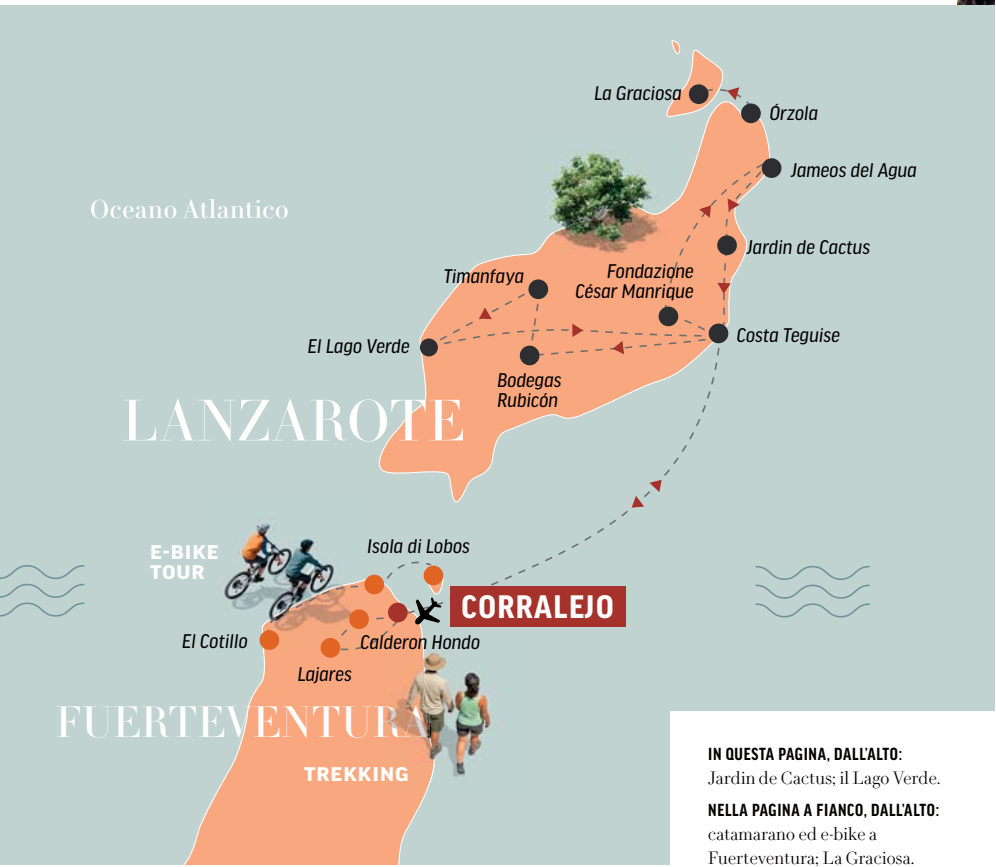 La Graciosa
Órzola
Jameos del Agua
Oceano Atlantico
Jardin de Cactus
Timanfaya
Fondazione
César Manrique
El Lago Verde
Costa Teguise
Bodegas
Rubicón
LANZAROTE
E-BIKE
TOUR
Isola di Lobos
CORRALEJO
El Cotillo
Calderon Hondo
Lajares
FUERTEVENTURA
TREKKING
IN QUESTA PAGINA, DALL'ALTO:
Jardin de Cactus; il Lago Verde.
NELLA PAGINA A FIANCO, DALL'ALTO:
catamarano ed e-bike a
Fuerteventura; La Graciosa.